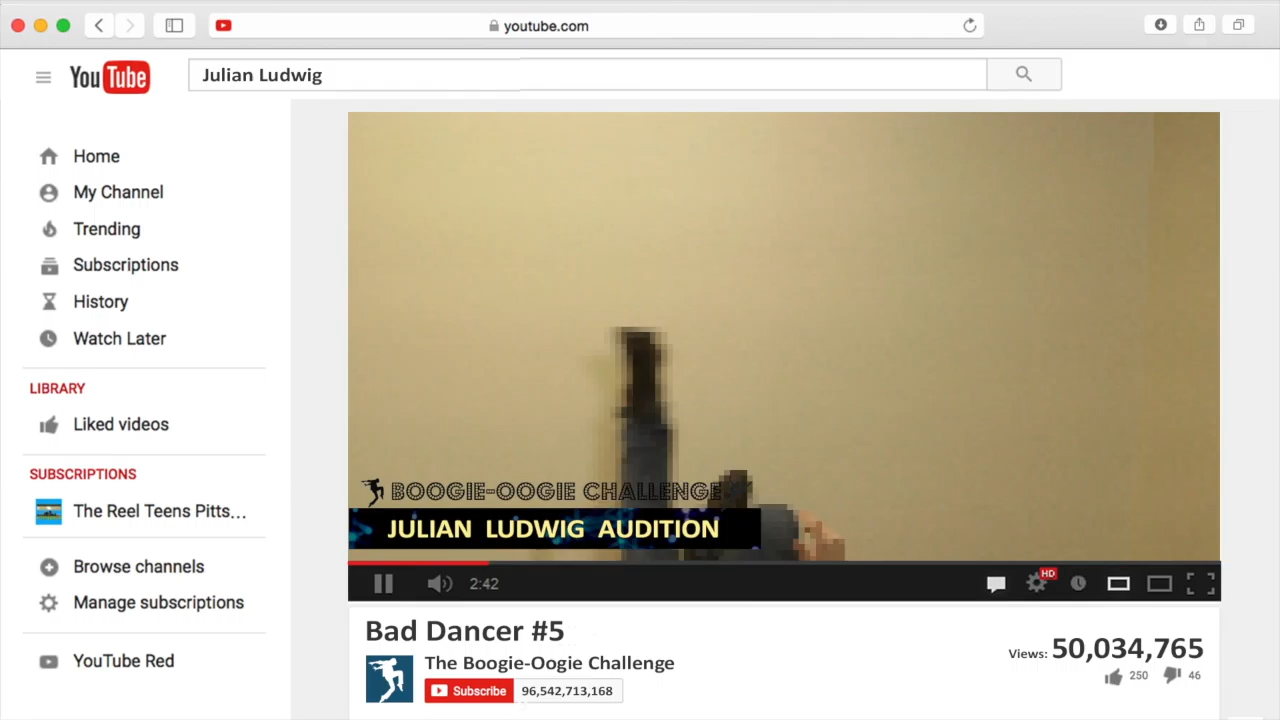 youtube.com
YouTube
Julian Ludwig
Home
My Channel
Trending
Subscriptions
History
Watch Later
LIBRARY
Liked videos
SUBSCRIPTIONS
The Reel Teens Pitts...
Browse channels
Manage subscriptions
YouTube Red
BOOGIE-OOGIE CHALLENGE
JULIAN LUDWIG AUDITION
2:42
HD
Bad Dancer #5
The Boogie-Oogie Challenge
Subscribe 96,542,713,168
Views: 50,034,765
250 46